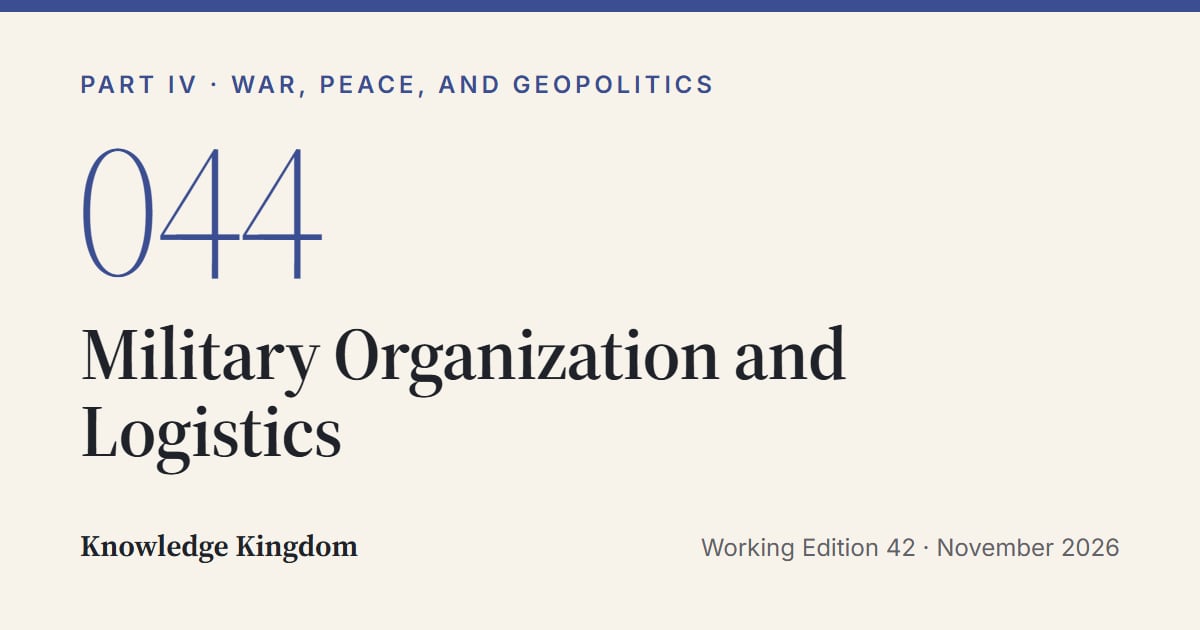 PART IV · WAR, PEACE, AND GEOPOLITICS
044
Military Organization and
Logistics
Knowledge Kingdom
Working Edition 42 · November 2026